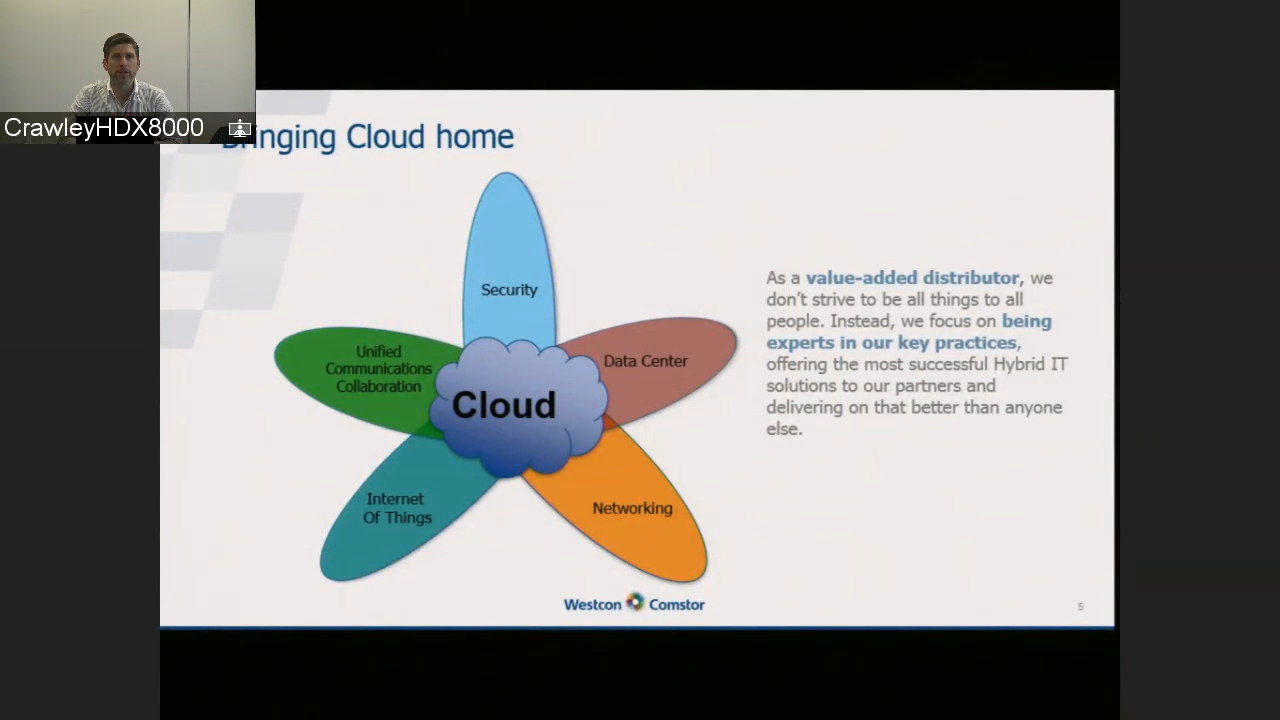 CrawleyHDX8000
Bringing Cloud home
Security
Unified
Communications
Collaboration
Data Center
Cloud
Internet
Of Things
Networking
As a value-added distributor, we
don’t strive to be all things to all
people. Instead, we focus on being
experts in our key practices,
offering the most successful Hybrid IT
solutions to our partners and
delivering on that better than anyone
else.
Westcon Comstor
5